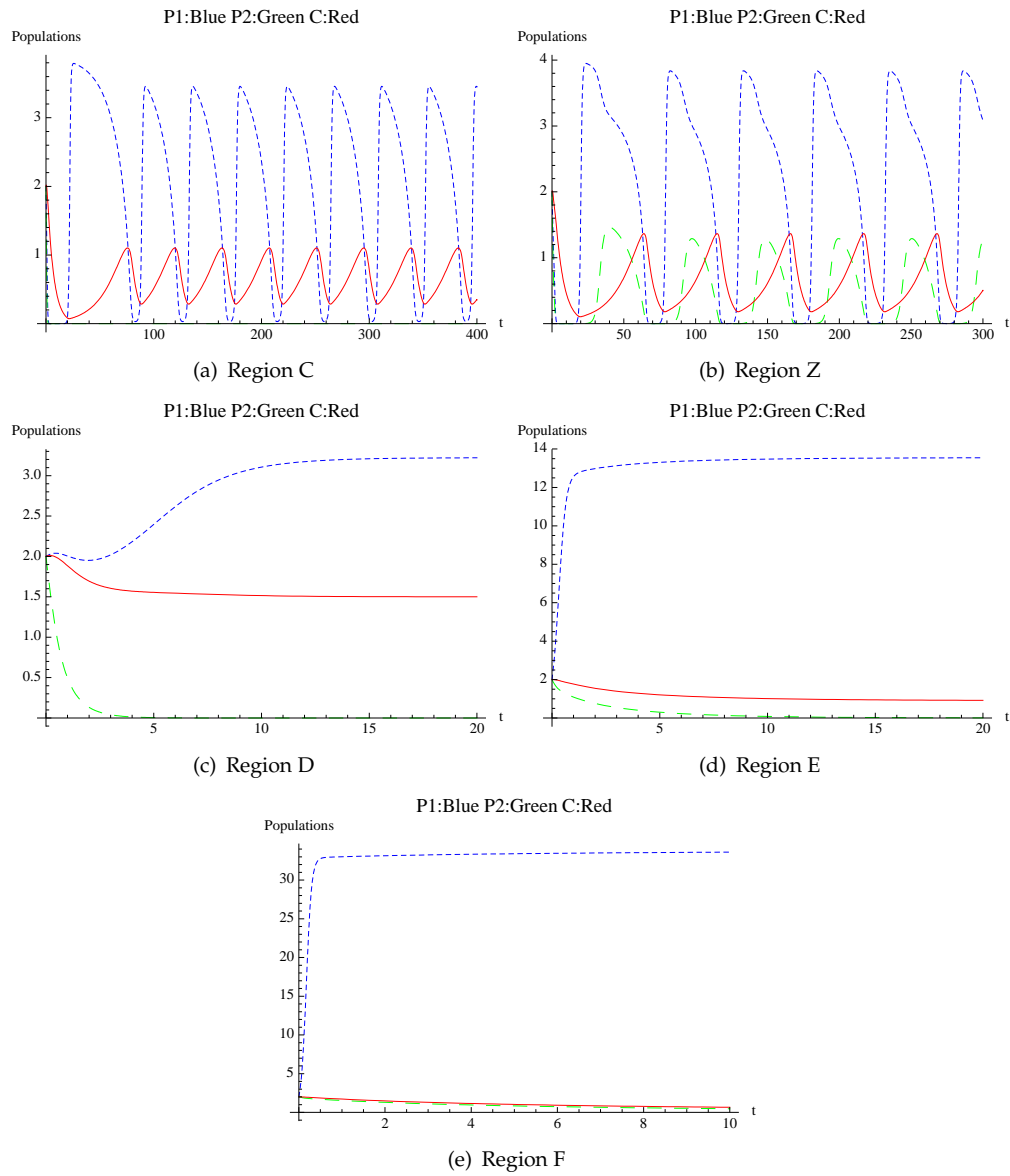 P1:Blue P2:Green C:Red
Populations
3
2
1
100 200 300 400 t
(a) Region C
P1:Blue P2:Green C:Red
Populations
4
3
2
1
50 100 150 200 250 300 t
(b) Region Z
P1:Blue P2:Green C:Red
Populations
3.0
2.5
2.0
1.5
1.0
0.5
5 10 15 20 t
(c) Region D
P1:Blue P2:Green C:Red
Populations
14
12
10
8
6
4
2
5 10 15 20 t
(d) Region E
P1:Blue P2:Green C:Red
Populations
30
25
20
15
10
5
2 4 6 8 10 t
(e) Region F